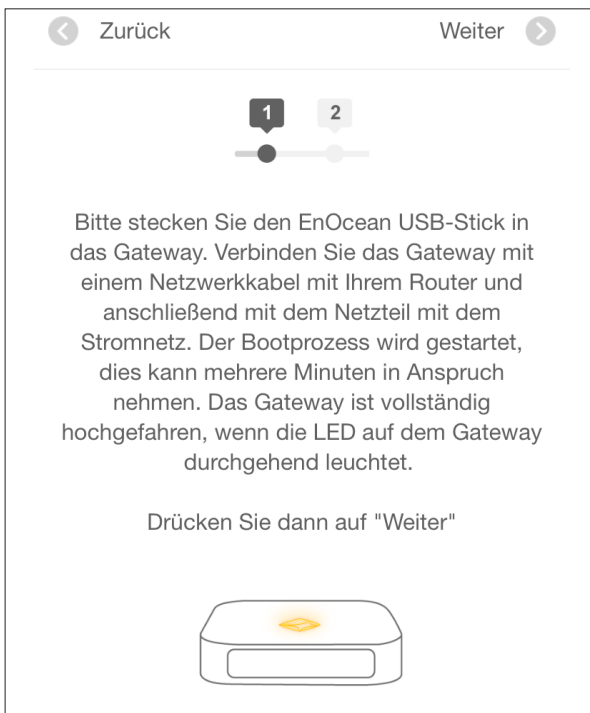 Zurück Weiter
1 2
Bitte stecken Sie den EnOcean USB-Stick in
das Gateway. Verbinden Sie das Gateway mit
einem Netzwerkkabel mit Ihrem Router und
anschließend mit dem Netzteil mit dem
Stromnetz. Der Bootprozess wird gestartet,
dies kann mehrere Minuten in Anspruch
nehmen. Das Gateway ist vollständig
hochgefahren, wenn die LED auf dem Gateway
durchgehend leuchtet.
Drücken Sie dann auf "Weiter"